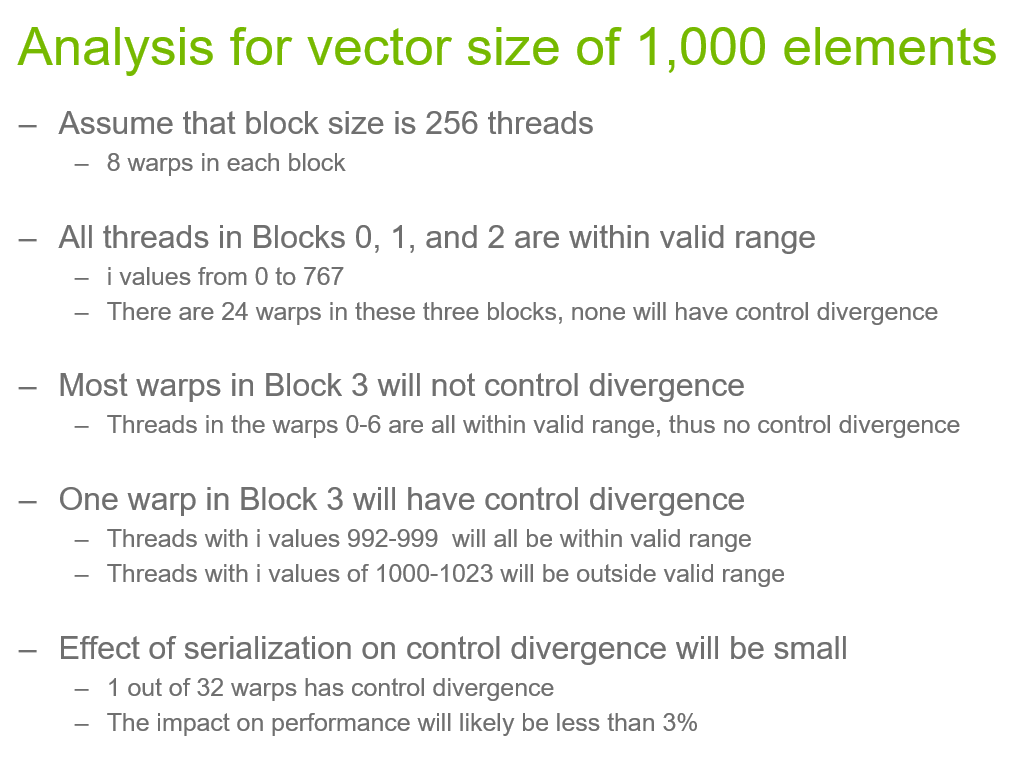 Analysis for vector size of 1,000 elements
– Assume that block size is 256 threads
– 8 warps in each block
– All threads in Blocks 0, 1, and 2 are within valid range
– i values from 0 to 767
– There are 24 warps in these three blocks, none will have control divergence
– Most warps in Block 3 will not control divergence
– Threads in the warps 0-6 are all within valid range, thus no control divergence
– One warp in Block 3 will have control divergence
– Threads with i values 992-999  will all be within valid range
– Threads with i values of 1000-1023 will be outside valid range
– Effect of serialization on control divergence will be small
– 1 out of 32 warps has control divergence
– The impact on performance will likely be less than 3%